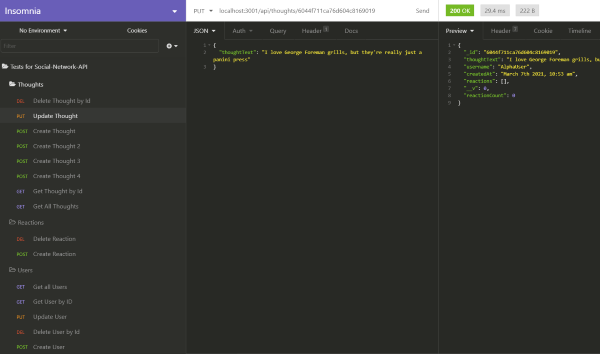 Insomnia
No Environment
Cookies
Filter
Tests for Social-Network-API
Thoughts
DEL Delete Thought by Id
PUT Update Thought
POST Create Thought
POST Create Thought 2
POST Create Thought 3
POST Create Thought 4
GET Get Thought by Id
GET Get All Thoughts
Reactions
DEL Delete Reaction
POST Create Reaction
Users
GET Get all Users
GET Get User by ID
PUT Update User
DEL Delete User by Id
POST Create User
PUT localhost:3001/api/thoughts/6044f711ca76d604c8169019 Send
JSON Auth Query Header 1 Docs
1 {
2 "thoughtText": "I love George Foreman grills, but they're really just a
panini press"
3 }
200 OK 29.4 ms 222 B
Preview Header Cookie Timeline
1 {
2 "_id": "6044f711ca76d604c8169019",
3 "thoughtText": "I love George Foreman grills, bu
4 "username": "AlphaUser",
5 "createdAt": "March 7th 2021, 10:53 am",
6 "reactions": [],
7 "__v": 0,
8 "reactionCount": 0
9 }